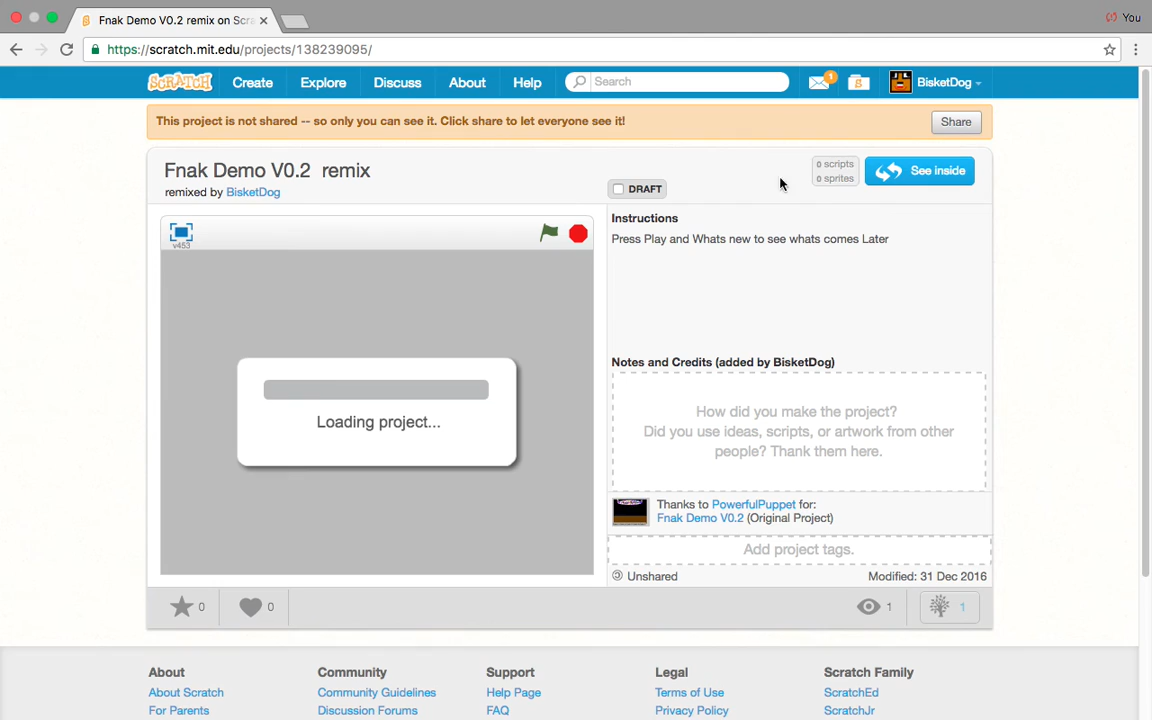 Fnak Demo V0.2 remix on Scra
You
https://scratch.mit.edu/projects/138239095/
SCRATCH Create Explore Discuss About Help Search 1 S BisketDog
This project is not shared -- so only you can see it. Click share to let everyone see it! Share
Fnak Demo V0.2 remix
remixed by BisketDog
DRAFT
0 scripts
0 sprites
See inside
v453
Loading project...
Instructions
Press Play and Whats new to see whats comes Later
Notes and Credits (added by BisketDog)
How did you make the project?
Did you use ideas, scripts, or artwork from other
people? Thank them here.
Thanks to PowerfulPuppet for:
Fnak Demo V0.2 (Original Project)
Add project tags.
Unshared Modified: 31 Dec 2016
0 0 1 1
About Community Support Legal Scratch Family
About Scratch Community Guidelines Help Page Terms of Use ScratchEd
For Parents Discussion Forums FAQ Privacy Policy ScratchJr